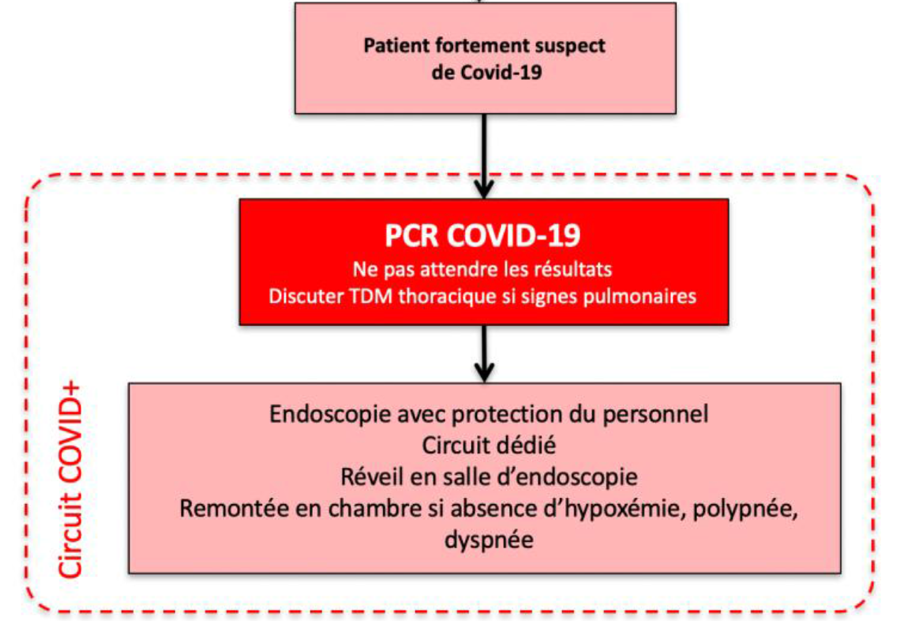 Patient fortement suspect
de Covid-19
PCR COVID-19
Ne pas attendre les résultats
Discuter TDM thoracique si signes pulmonaires
Circuit COVID+
Endoscopie avec protection du personnel
Circuit dédié
Réveil en salle d'endoscopie
Remontée en chambre si absence d'hypoxémie, polypnée,
dyspnée